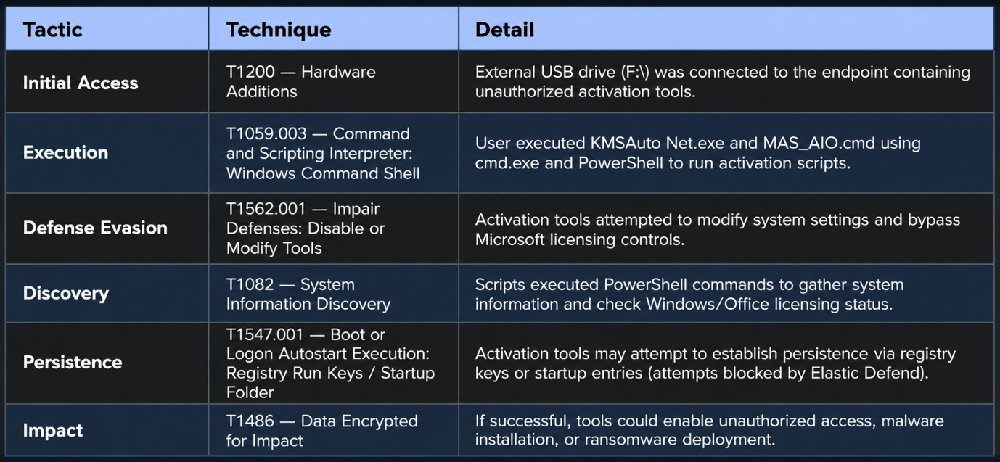 Tactic Technique Detail
Initial Access
T1200 — Hardware
Additions
External USB drive (F:\) was connected to the endpoint containing
unauthorized activation tools.
Execution
T1059.003 — Command
and Scripting Interpreter:
Windows Command Shell
User executed KMSAuto Net.exe and MAS_AIO.cmd using
cmd.exe and PowerShell to run activation scripts.
Defense Evasion
T1562.001 — Impair
Defenses: Disable or
Modify Tools
Activation tools attempted to modify system settings and bypass
Microsoft licensing controls.
Discovery
T1082 — System
Information Discovery
Scripts executed PowerShell commands to gather system
information and check Windows/Office licensing status.
Persistence
T1547.001 — Boot or
Logon Autostart Execution:
Registry Run Keys / Startup
Folder
Activation tools may attempt to establish persistence via registry
keys or startup entries (attempts blocked by Elastic Defend).
Impact
T1486 — Data Encrypted
for Impact
If successful, tools could enable unauthorized access, malware
installation, or ransomware deployment.